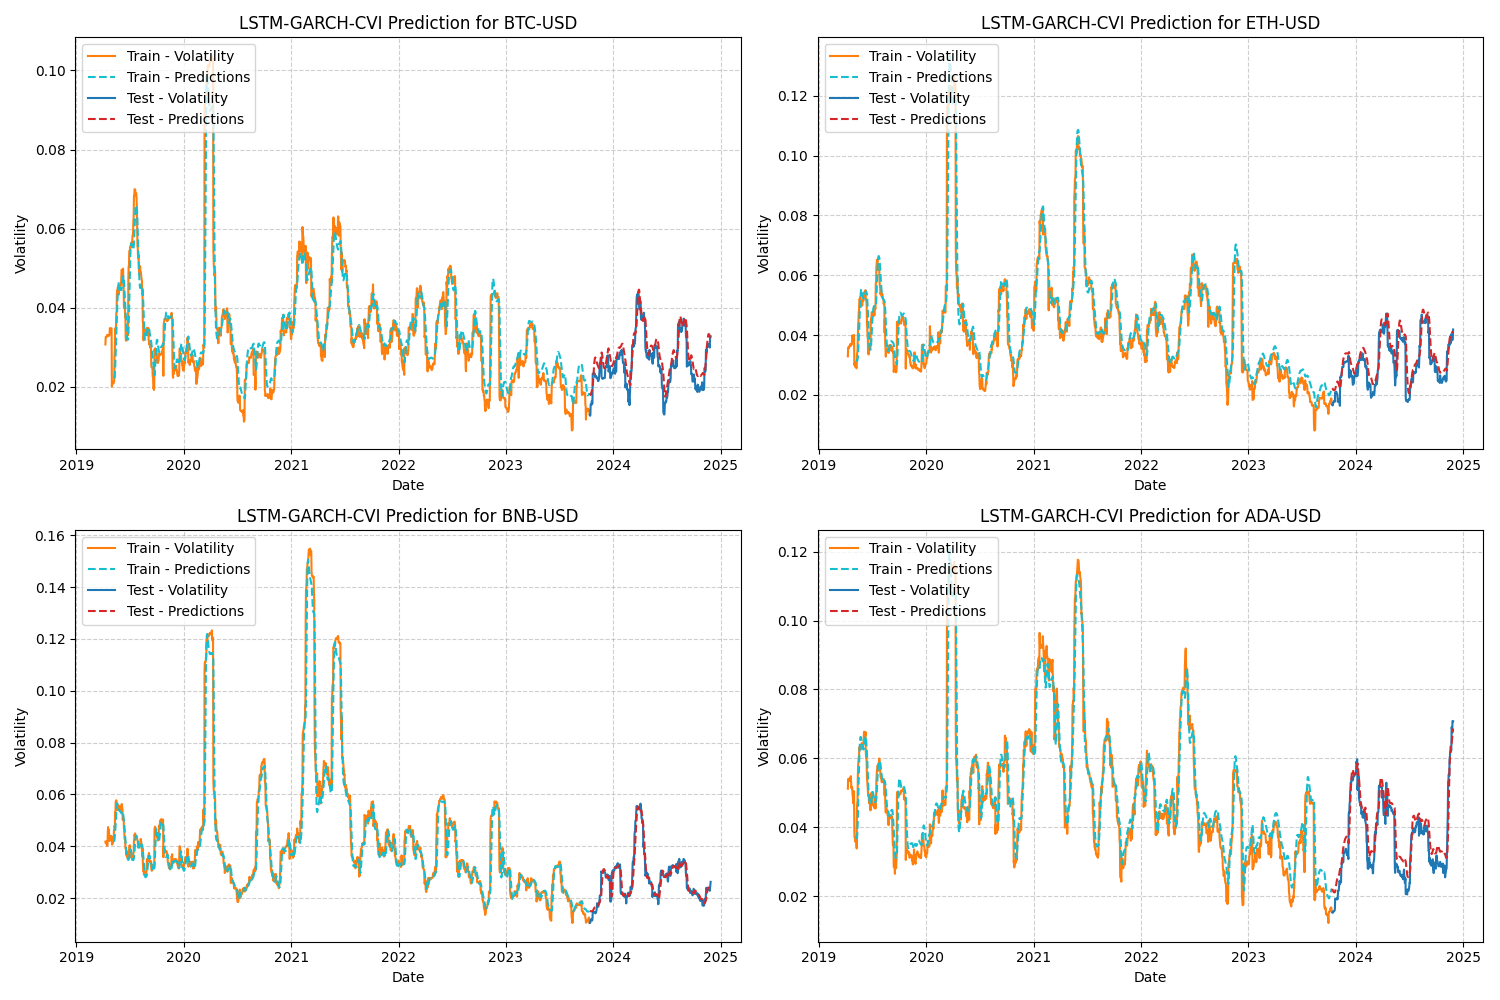 LSTM-GARCH-CVI Prediction for BTC-USD
Train - Volatility
Train - Predictions
Test - Volatility
Test - Predictions
0.10
0.08
0.06
0.04
0.02
Volatility
2019 2020 2021 2022 2023 2024 2025
Date
LSTM-GARCH-CVI Prediction for ETH-USD
Train - Volatility
Train - Predictions
Test - Volatility
Test - Predictions
0.12
0.10
0.08
0.06
0.04
0.02
Volatility
2019 2020 2021 2022 2023 2024 2025
Date
LSTM-GARCH-CVI Prediction for BNB-USD
Train - Volatility
Train - Predictions
Test - Volatility
Test - Predictions
0.16
0.14
0.12
0.10
0.08
0.06
0.04
0.02
Volatility
2019 2020 2021 2022 2023 2024 2025
Date
LSTM-GARCH-CVI Prediction for ADA-USD
Train - Volatility
Train - Predictions
Test - Volatility
Test - Predictions
0.12
0.10
0.08
0.06
0.04
0.02
Volatility
2019 2020 2021 2022 2023 2024 2025
Date